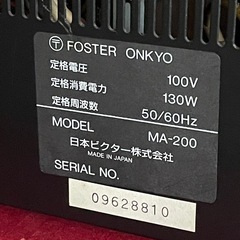 〒 FOSTER ONKYO
定格電圧 100V
定格消費電力 130W
定格周波数 50/60Hz
MODEL MA-200
日本ビクター株式会社
MADE IN JAPAN
SERIAL NO.
09628810